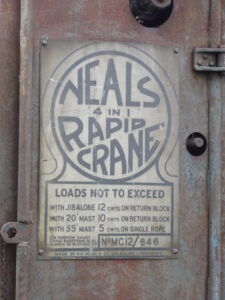 NEALS
4 IN 1
RAPID
CRANE
LOADS NOT TO EXCEED
WITH JIB ALONE 12 CWTS. ON RETURN BLOCK
WITH 20' MAST 10 CWTS. ON RETURN BLOCK
WITH 35' MAST 5 CWTS. ON SINGLE ROPE
No MC12/646